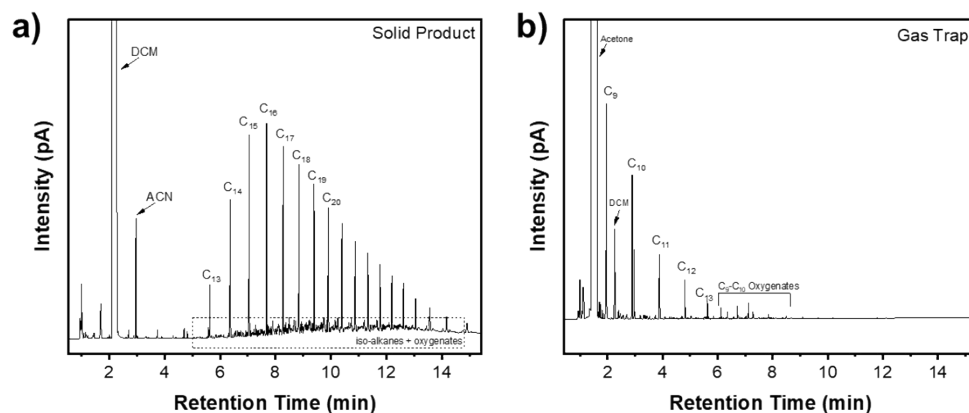 a)
Solid Product
DCM
ACN
C13
C14
C15
C16
C17
C18
C19
C20
iso-alkanes + oxygenates
Intensity (pA)
2 4 6 8 10 12 14
Retention Time (min)
b)
Gas Trap
Acetone
C9
DCM
C10
C11
C12
C13
C9-C10 Oxygenates
Intensity (pA)
2 4 6 8 10 12 14
Retention Time (min)